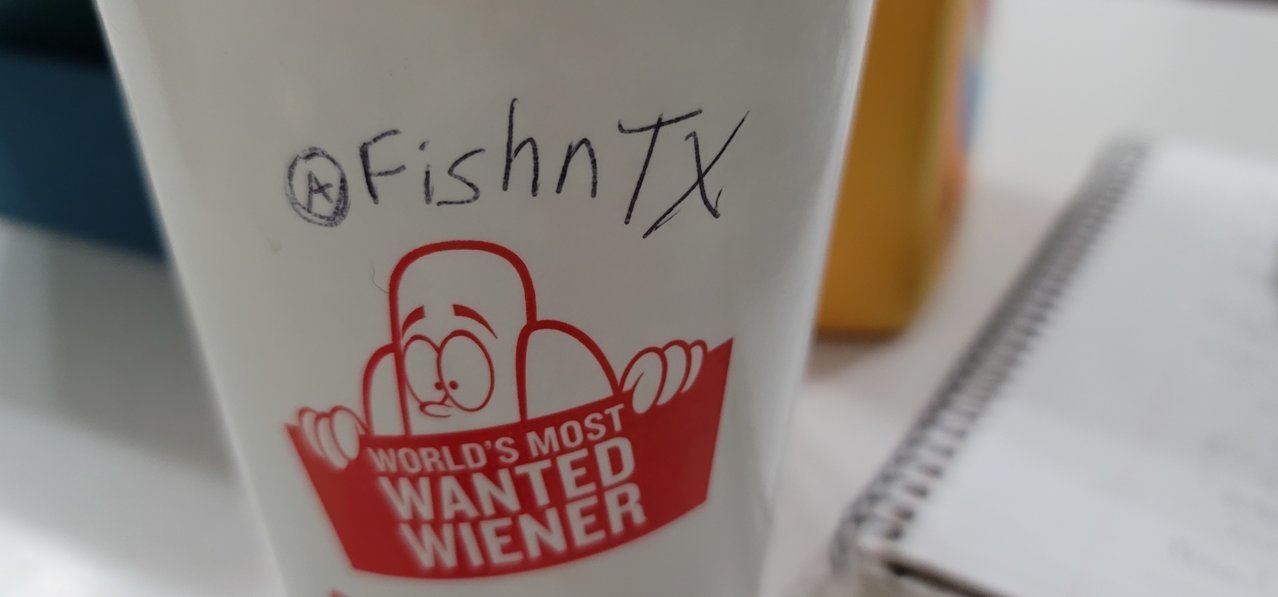 @FishnTX
WORLD'S MOST
WANTED
WIENER